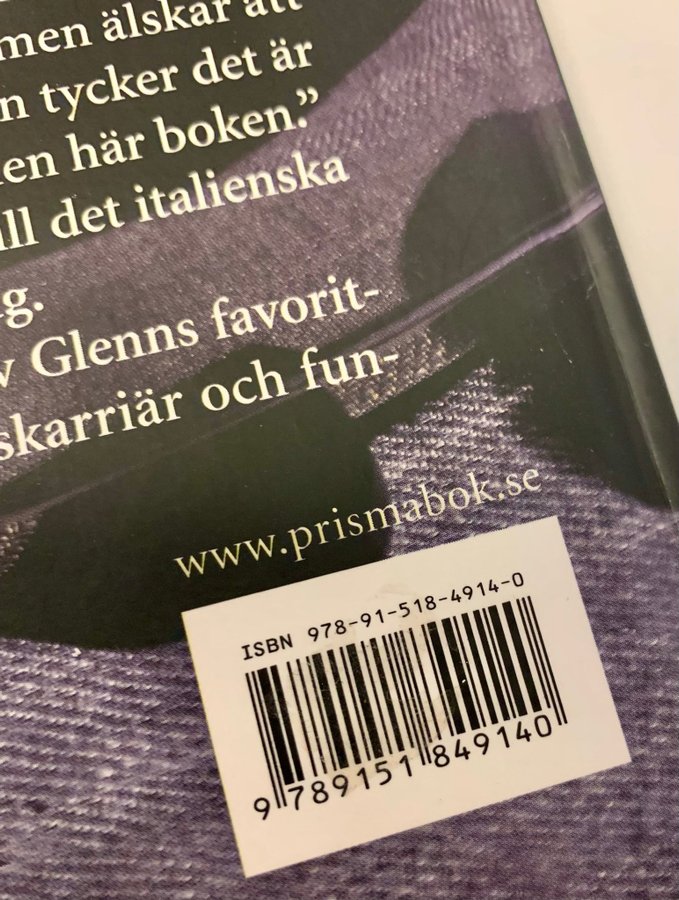 men älskar att
n tycker det är
en här boken.”
ll det italienska
g.
v Glenns favorit-
skarriär och fun-
www.prismabok.se
ISBN 978-91-518-4914-0
9 789151 849140